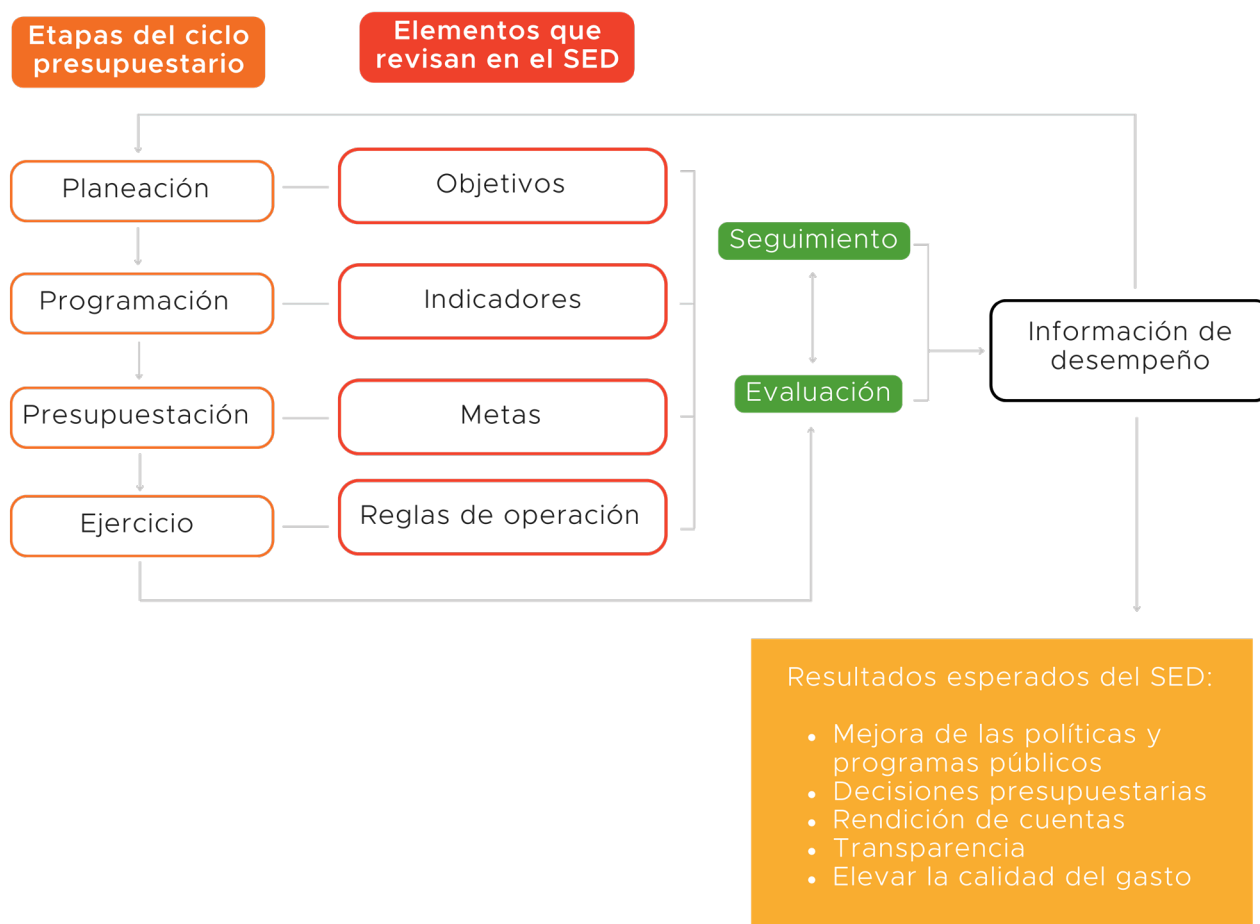 Etapas del ciclo
presupuestario
Elementos que
revisan en el SED
Planeación
Objetivos
Programación
Indicadores
Presupuestación
Metas
Ejercicio
Reglas de operación
Seguimiento
Evaluación
Información de
desempeño
Resultados esperados del SED:
• Mejora de las políticas y
programas públicos
• Decisiones presupuestarias
• Rendición de cuentas
• Transparencia
• Elevar la calidad del gasto